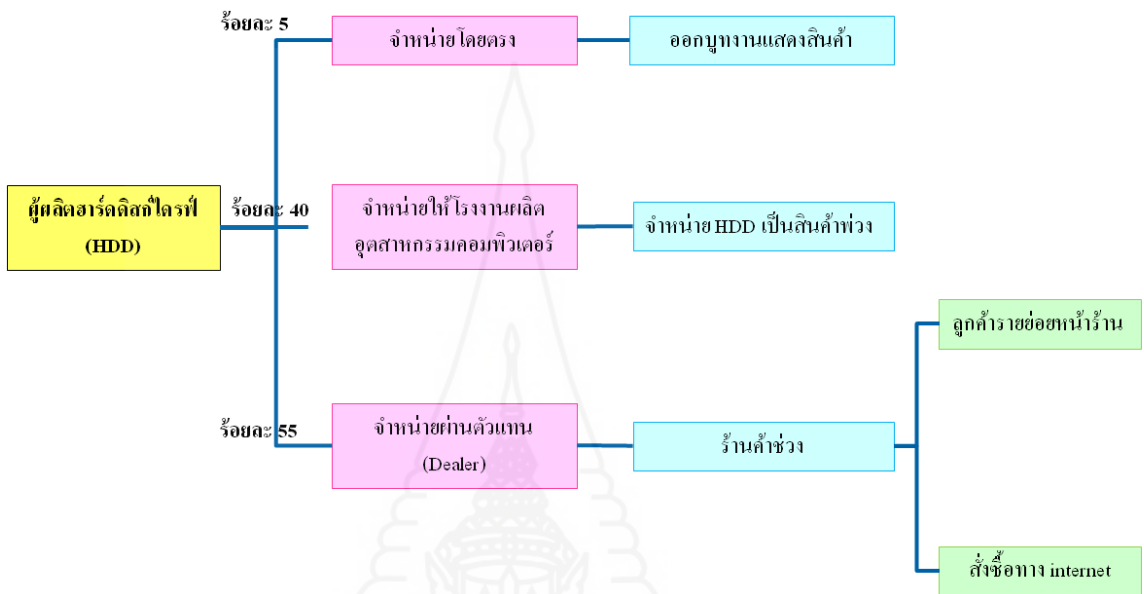 ร้อยละ 5
จำหน่ายโดยตรง
ออกบูทงานแสดงสินค้า
ผู้ผลิตฮาร์ดดิสก์ไดรฟ์
(HDD)
ร้อยละ 40
จำหน่ายให้โรงงานผลิต
อุตสาหกรรมคอมพิวเตอร์
จำหน่าย HDD เป็นสินค้าพ่วง
ลูกค้ารายย่อยหน้าร้าน
ร้อยละ 55
จำหน่ายผ่านตัวแทน
(Dealer)
ร้านค้าช่วง
สั่งซื้อทาง internet